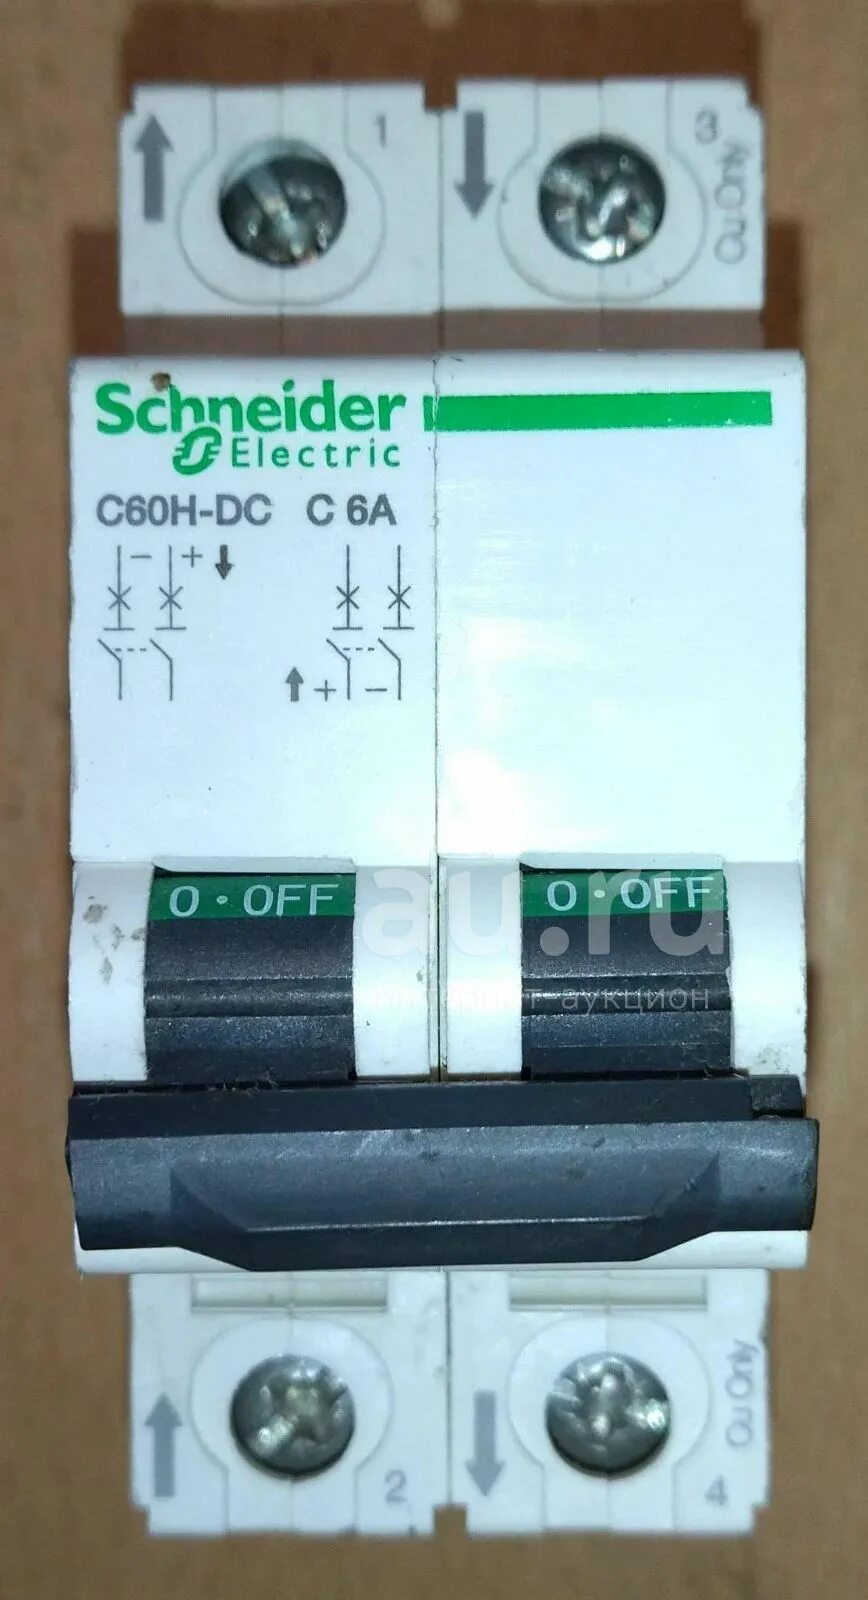 1
3
Cu Only
Schneider
Electric
C60H-DC C 6A
- +
+ -
O · OFF
O · OFF
au.ru
интернет аукцион
2
4
Cu Only